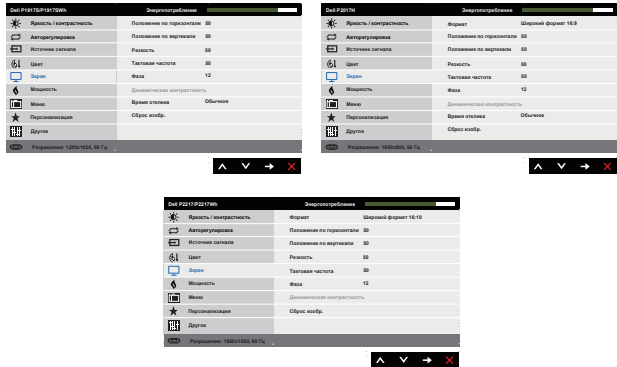 Dell P1917S/P1917SWh Энергопотребление
Яркость / контрастность Положение по горизонтали 50
Авторегулировка Положение по вертикали 50
Источник сигнала Резкость 50
Цвет Тактовая частота 50
Экран Фаза 12
Мощность Динамическая контрастность
Меню Время отклика Обычное
Персонализация Сброс изобр.
Другое
Разрешение: 1280x1024, 60 Гц
Dell P2017H Энергопотребление
Яркость / контрастность Формат Широкий формат 16:9
Авторегулировка Положение по горизонтали 50
Источник сигнала Положение по вертикали 50
Цвет Резкость 50
Экран Тактовая частота 50
Мощность Фаза 12
Меню Динамическая контрастность
Персонализация Время отклика Обычное
Другое Сброс изобр.
Разрешение: 1600x900, 60 Гц
Dell P2217/P2217Wh Энергопотребление
Яркость / контрастность Формат Широкий формат 16:10
Авторегулировка Положение по горизонтали 50
Источник сигнала Положение по вертикали 50
Цвет Резкость 50
Экран Тактовая частота 50
Мощность Фаза 12
Меню Динамическая контрастность
Персонализация Сброс изобр.
Другое
Разрешение: 1680x1050, 60 Гц